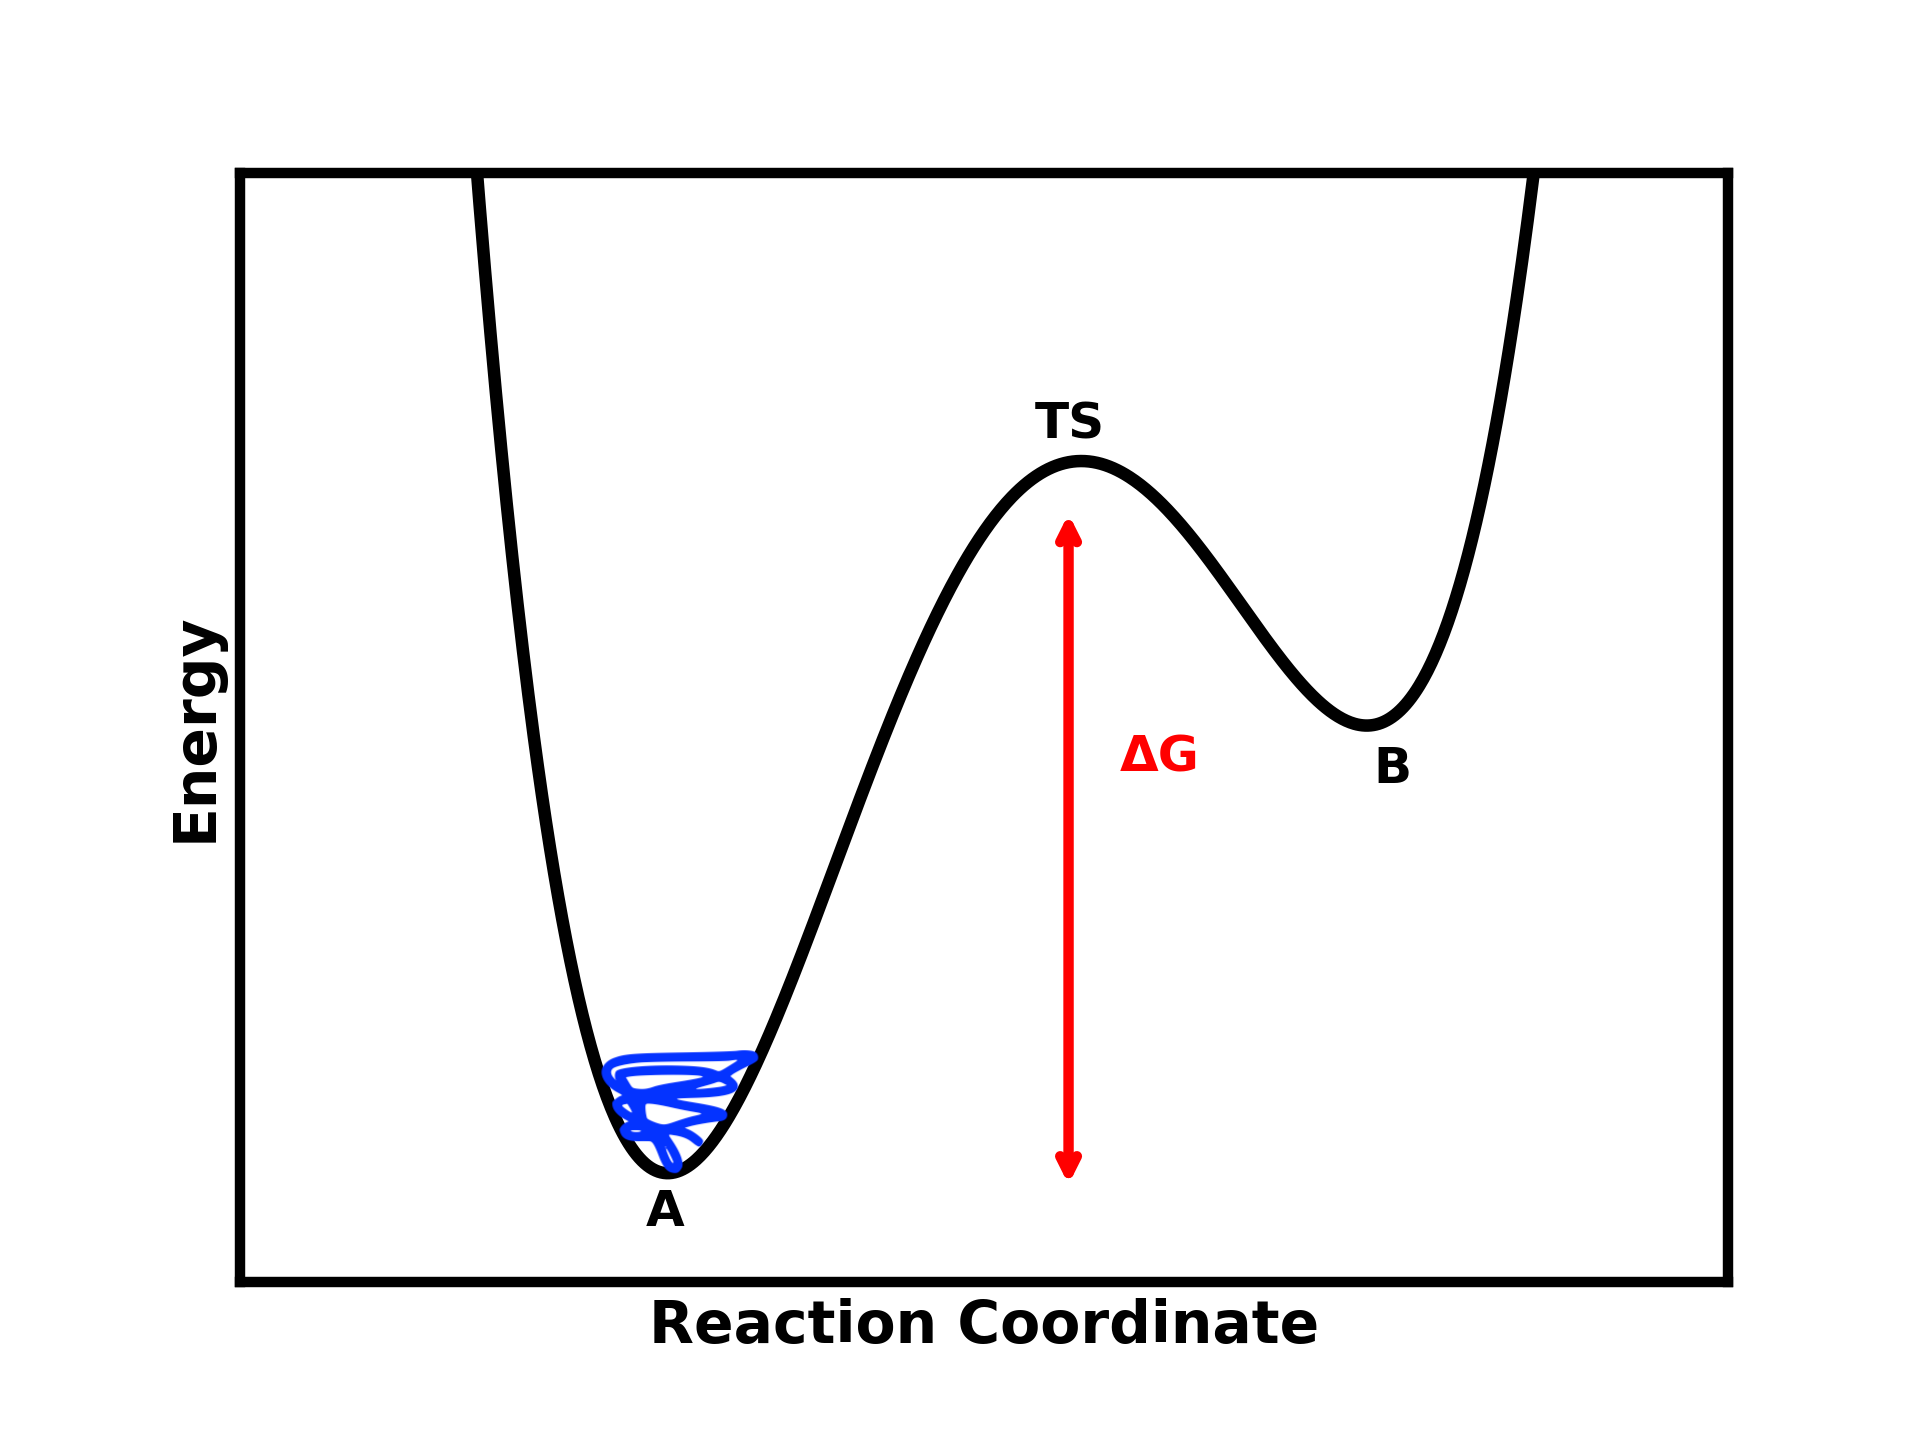 TS
Energy
ΔG
B
A
Reaction Coordinate